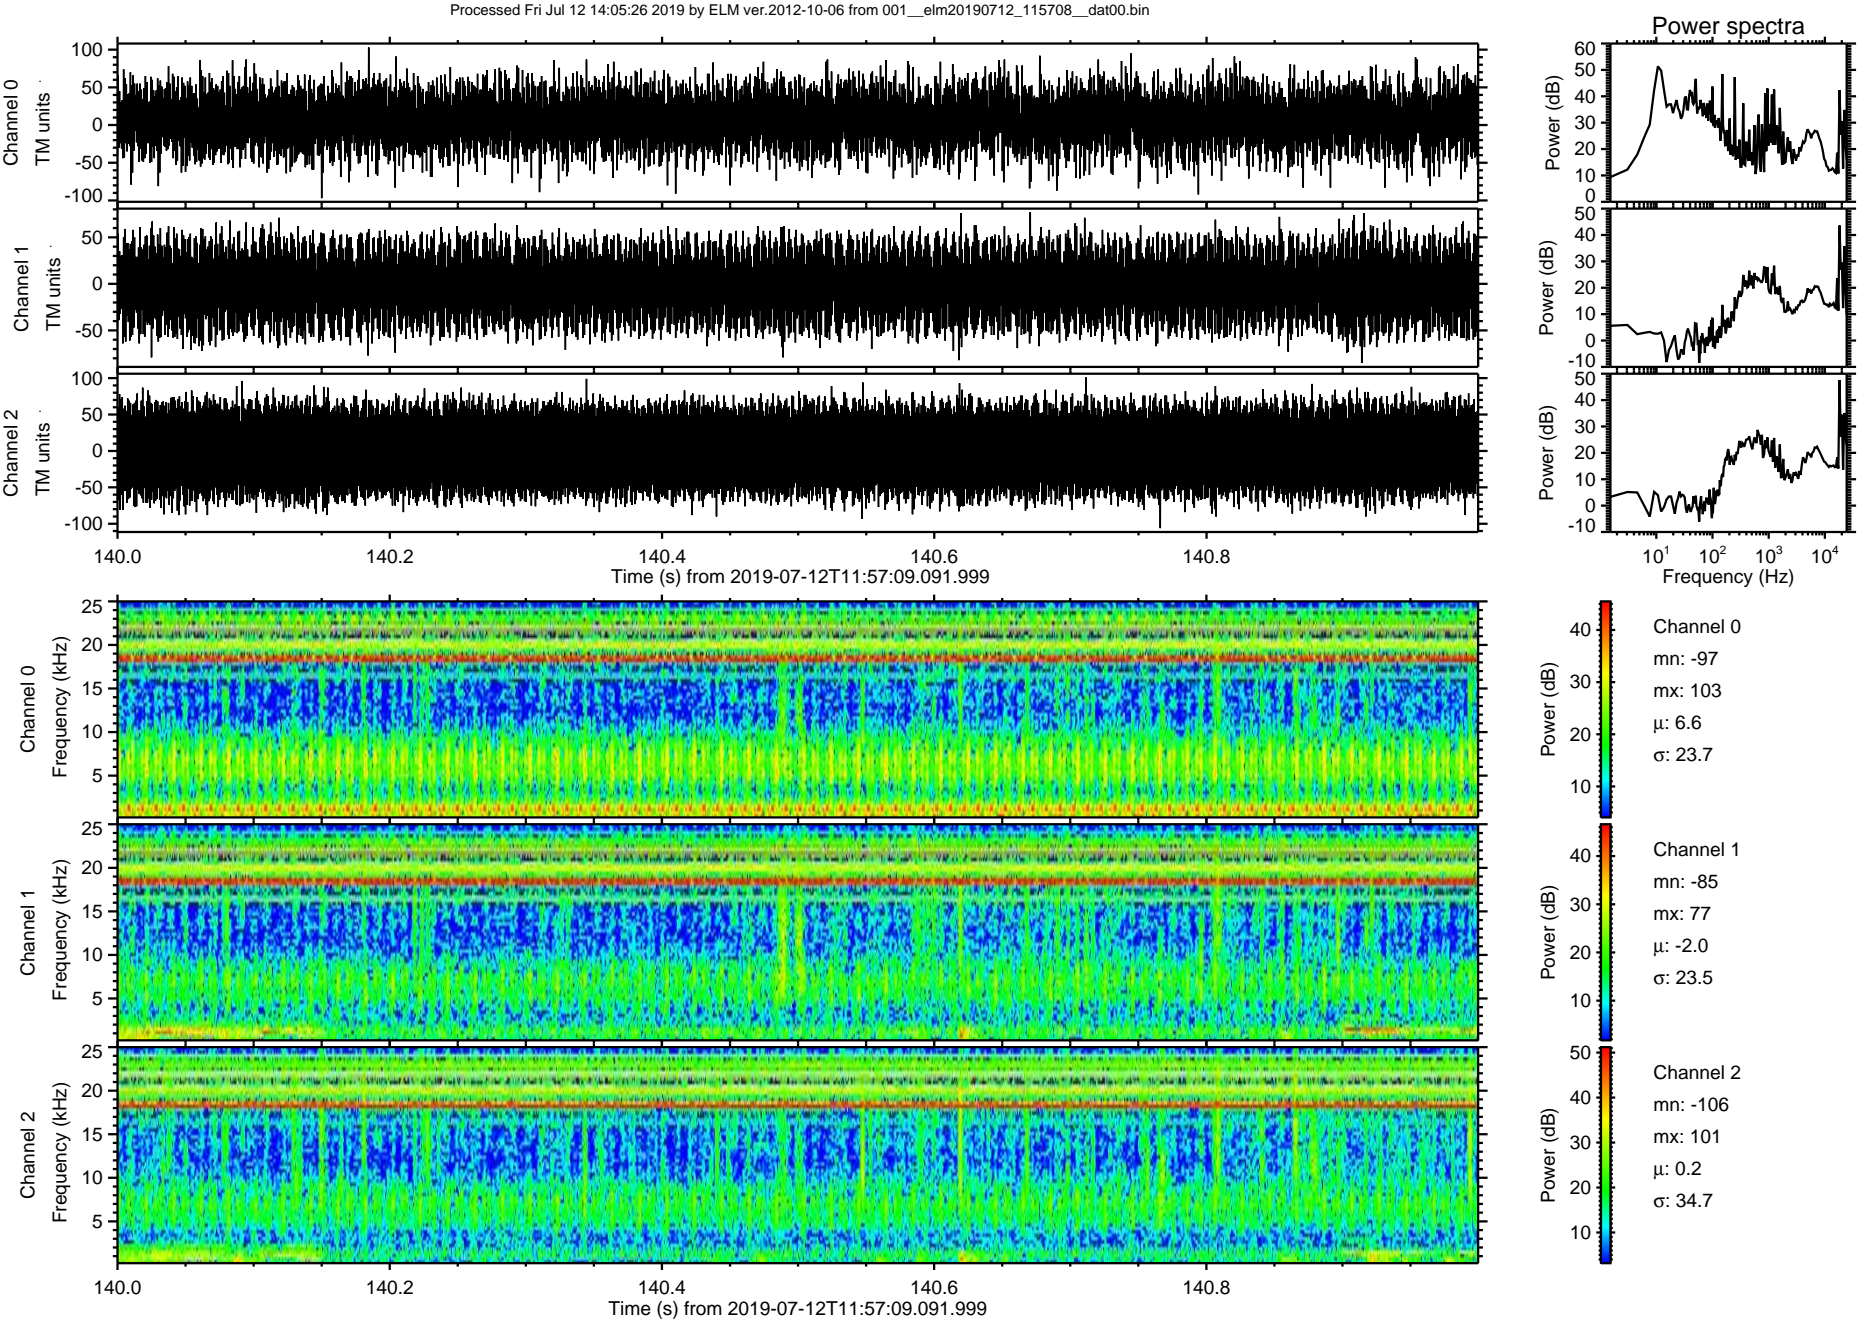 Processed Fri Jul 12 14:05:26 2019 by ELM ver.2012-10-06 from 001__elm20190712_115708__dat00.bin
Power spectra
Channel 0
TM units
100
50
0
-50
-100
Power (dB)
60
50
40
30
20
10
0
Channel 1
TM units
50
0
-50
Power (dB)
50
40
30
20
10
0
-10
Channel 2
TM units
100
50
0
-50
-100
Power (dB)
50
40
30
20
10
0
-10
140.0 140.2 140.4 140.6 140.8
Time (s) from 2019-07-12T11:57:09.091.999
10¹ 10² 10³ 10⁴
Frequency (Hz)
Channel 0
Frequency (kHz)
25
20
15
10
5
Power (dB)
40
30
20
10
Channel 0
mn: -97
mx: 103
μ: 6.6
σ: 23.7
Channel 1
Frequency (kHz)
25
20
15
10
5
Power (dB)
40
30
20
10
Channel 1
mn: -85
mx: 77
μ: -2.0
σ: 23.5
Channel 2
Frequency (kHz)
25
20
15
10
5
Power (dB)
50
40
30
20
10
Channel 2
mn: -106
mx: 101
μ: 0.2
σ: 34.7
140.0 140.2 140.4 140.6 140.8
Time (s) from 2019-07-12T11:57:09.091.999